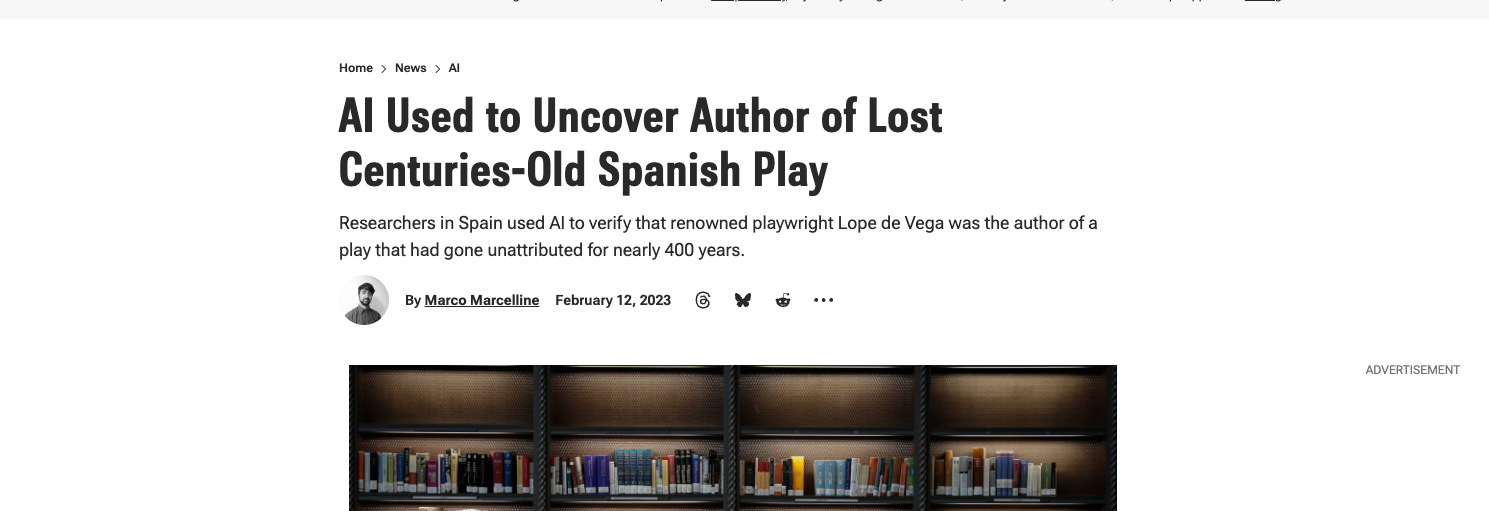 Home > News > AI
AI Used to Uncover Author of Lost
Centuries-Old Spanish Play
Researchers in Spain used AI to verify that renowned playwright Lope de Vega was the author of a
play that had gone unattributed for nearly 400 years.
By Marco Marcelline February 12, 2023
ADVERTISEMENT